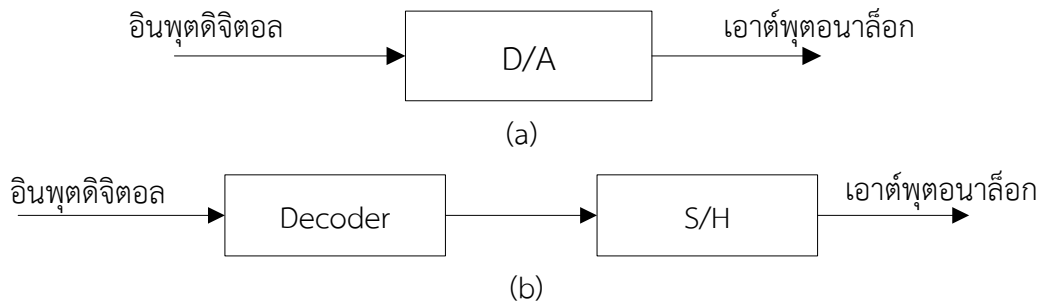 อินพุตดิจิตอล
D/A
เอาต์พุตอนาล็อก
(a)
อินพุตดิจิตอล
Decoder
S/H
เอาต์พุตอนาล็อก
(b)